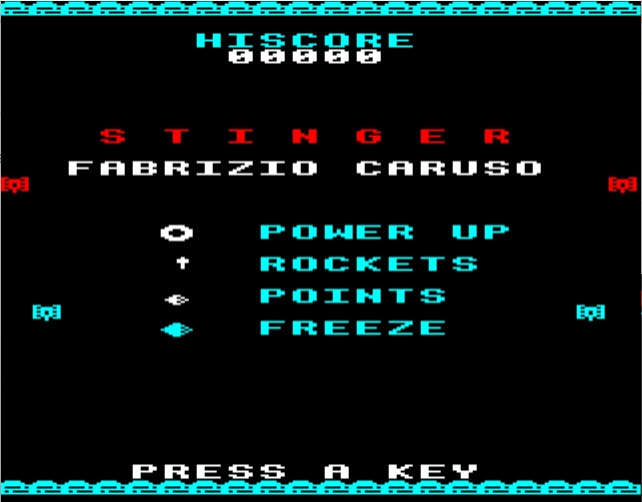 HISCORE
00000
S T I N G E R
FABRIZIO CARUSO
POWER UP
ROCKETS
POINTS
FREEZE
PRESS A KEY